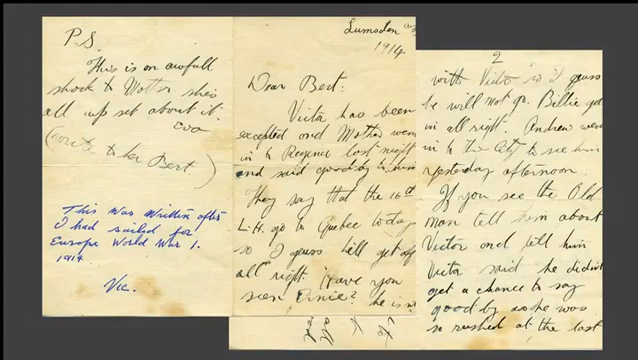 P.S.
This is an awfull
shock to Mother she's
all up set about it.
(write to her Bert)
This was written after
I had sailed for
Europe World War 1.
1914
Vic.
Lumsden
1914
Dear Bert:
Victa has been
excepted and Mother went
in to Regina last night
and said goodby to him
They say that the 16th
L.H. go to Quebec today
so I guess he'll get off
all right. Have you
seen Ernie? he is
2
with Victor so I guess
he will not go. Billie got
in all right. Andrew went
in to the City to see him
yesterday afternoon.
If you see the Old
man tell him about
Victor and tell him
Victa said he didn't
get a chance to say
good by as he was
so rushed at the last